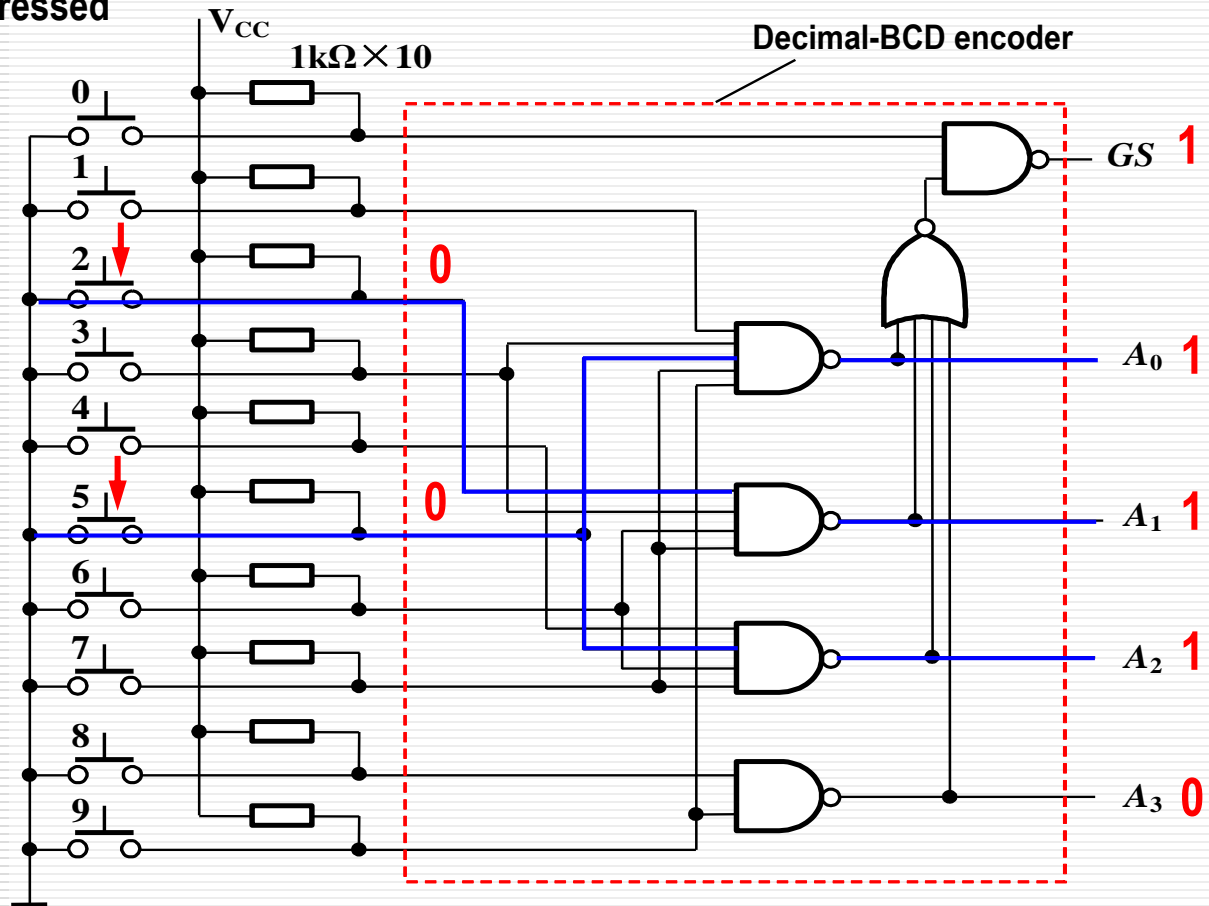 ressed
V_CC
1kΩ×10
Decimal-BCD encoder
0
GS 1
1
2
0
3
A₀ 1
4
5
0
A₁ 1
6
7
A₂ 1
8
A₃ 0
9